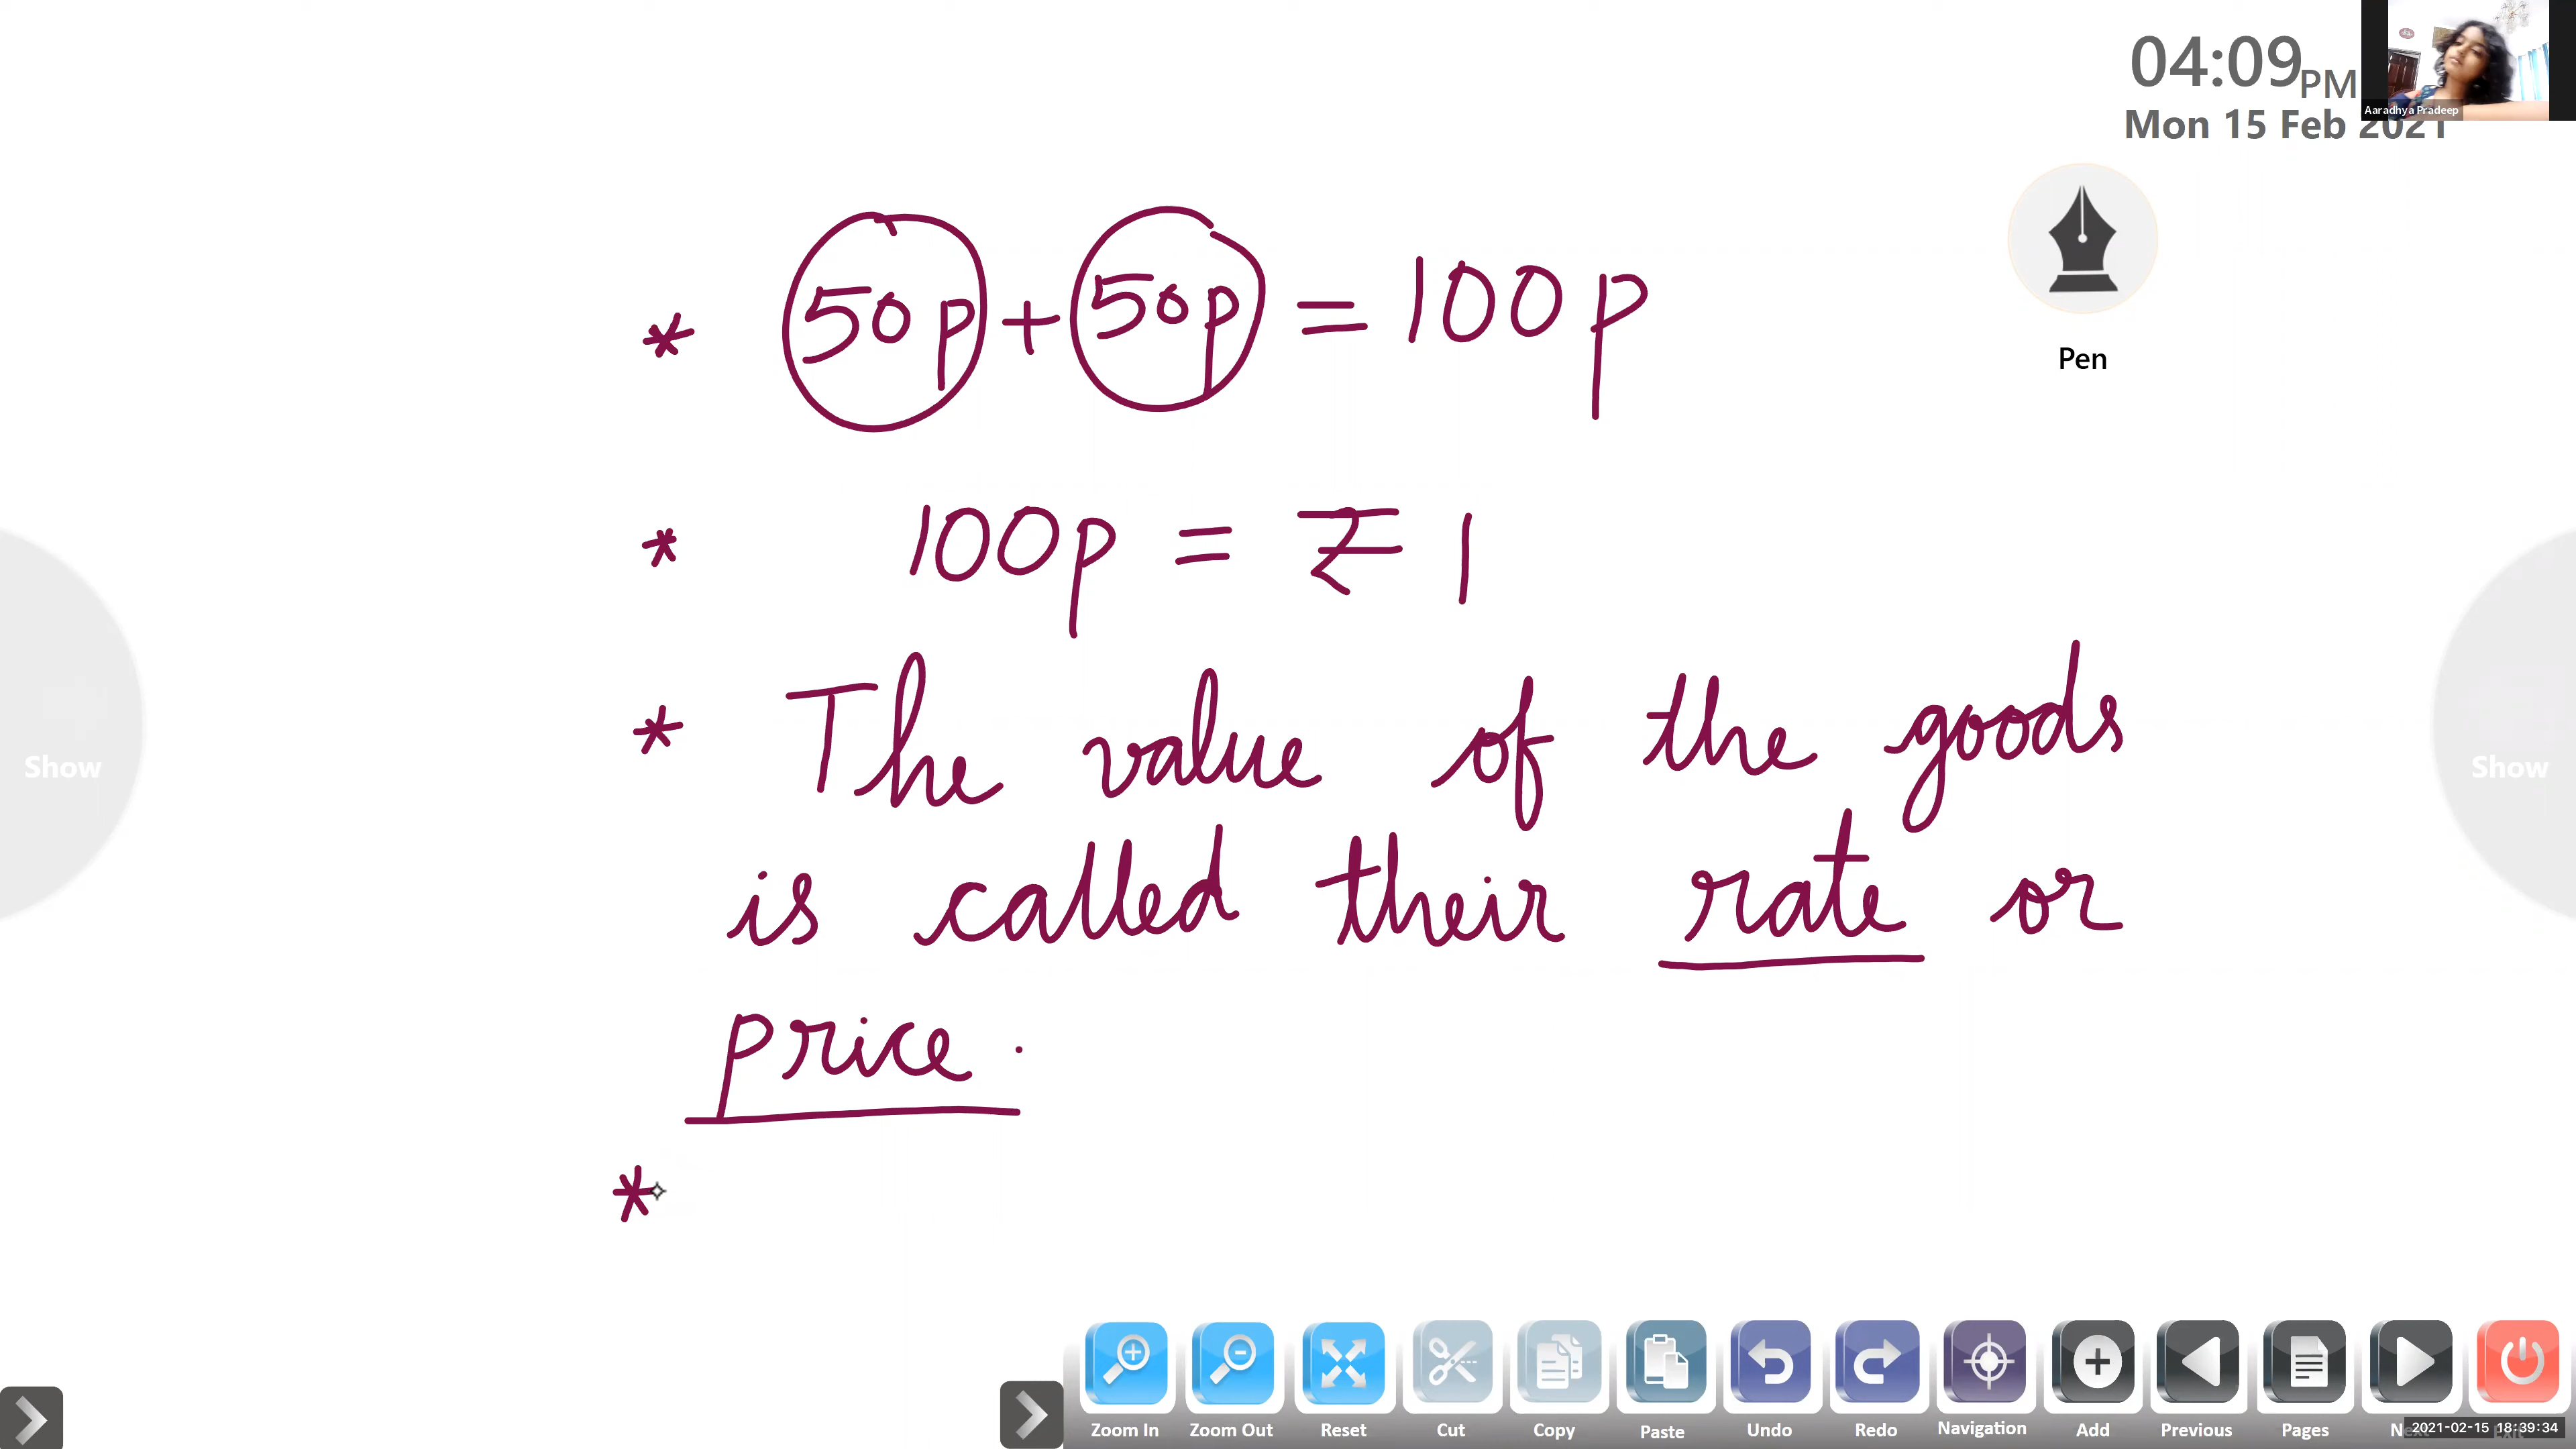 04:09PM
Aaradhya Pradeep
Mon 15 Feb 2021
Pen
* 50p + 50p = 100p
* 100p = ₹ 1
* The value of the goods
is called their rate or
price.
*
Show
Show
Zoom In Zoom Out Reset Cut Copy Paste Undo Redo Navigation Add Previous Pages
2021-02-15 18:39:34